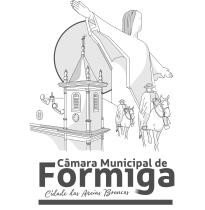 Câmara Municipal de
Formiga
Cidade das Areias Brancas